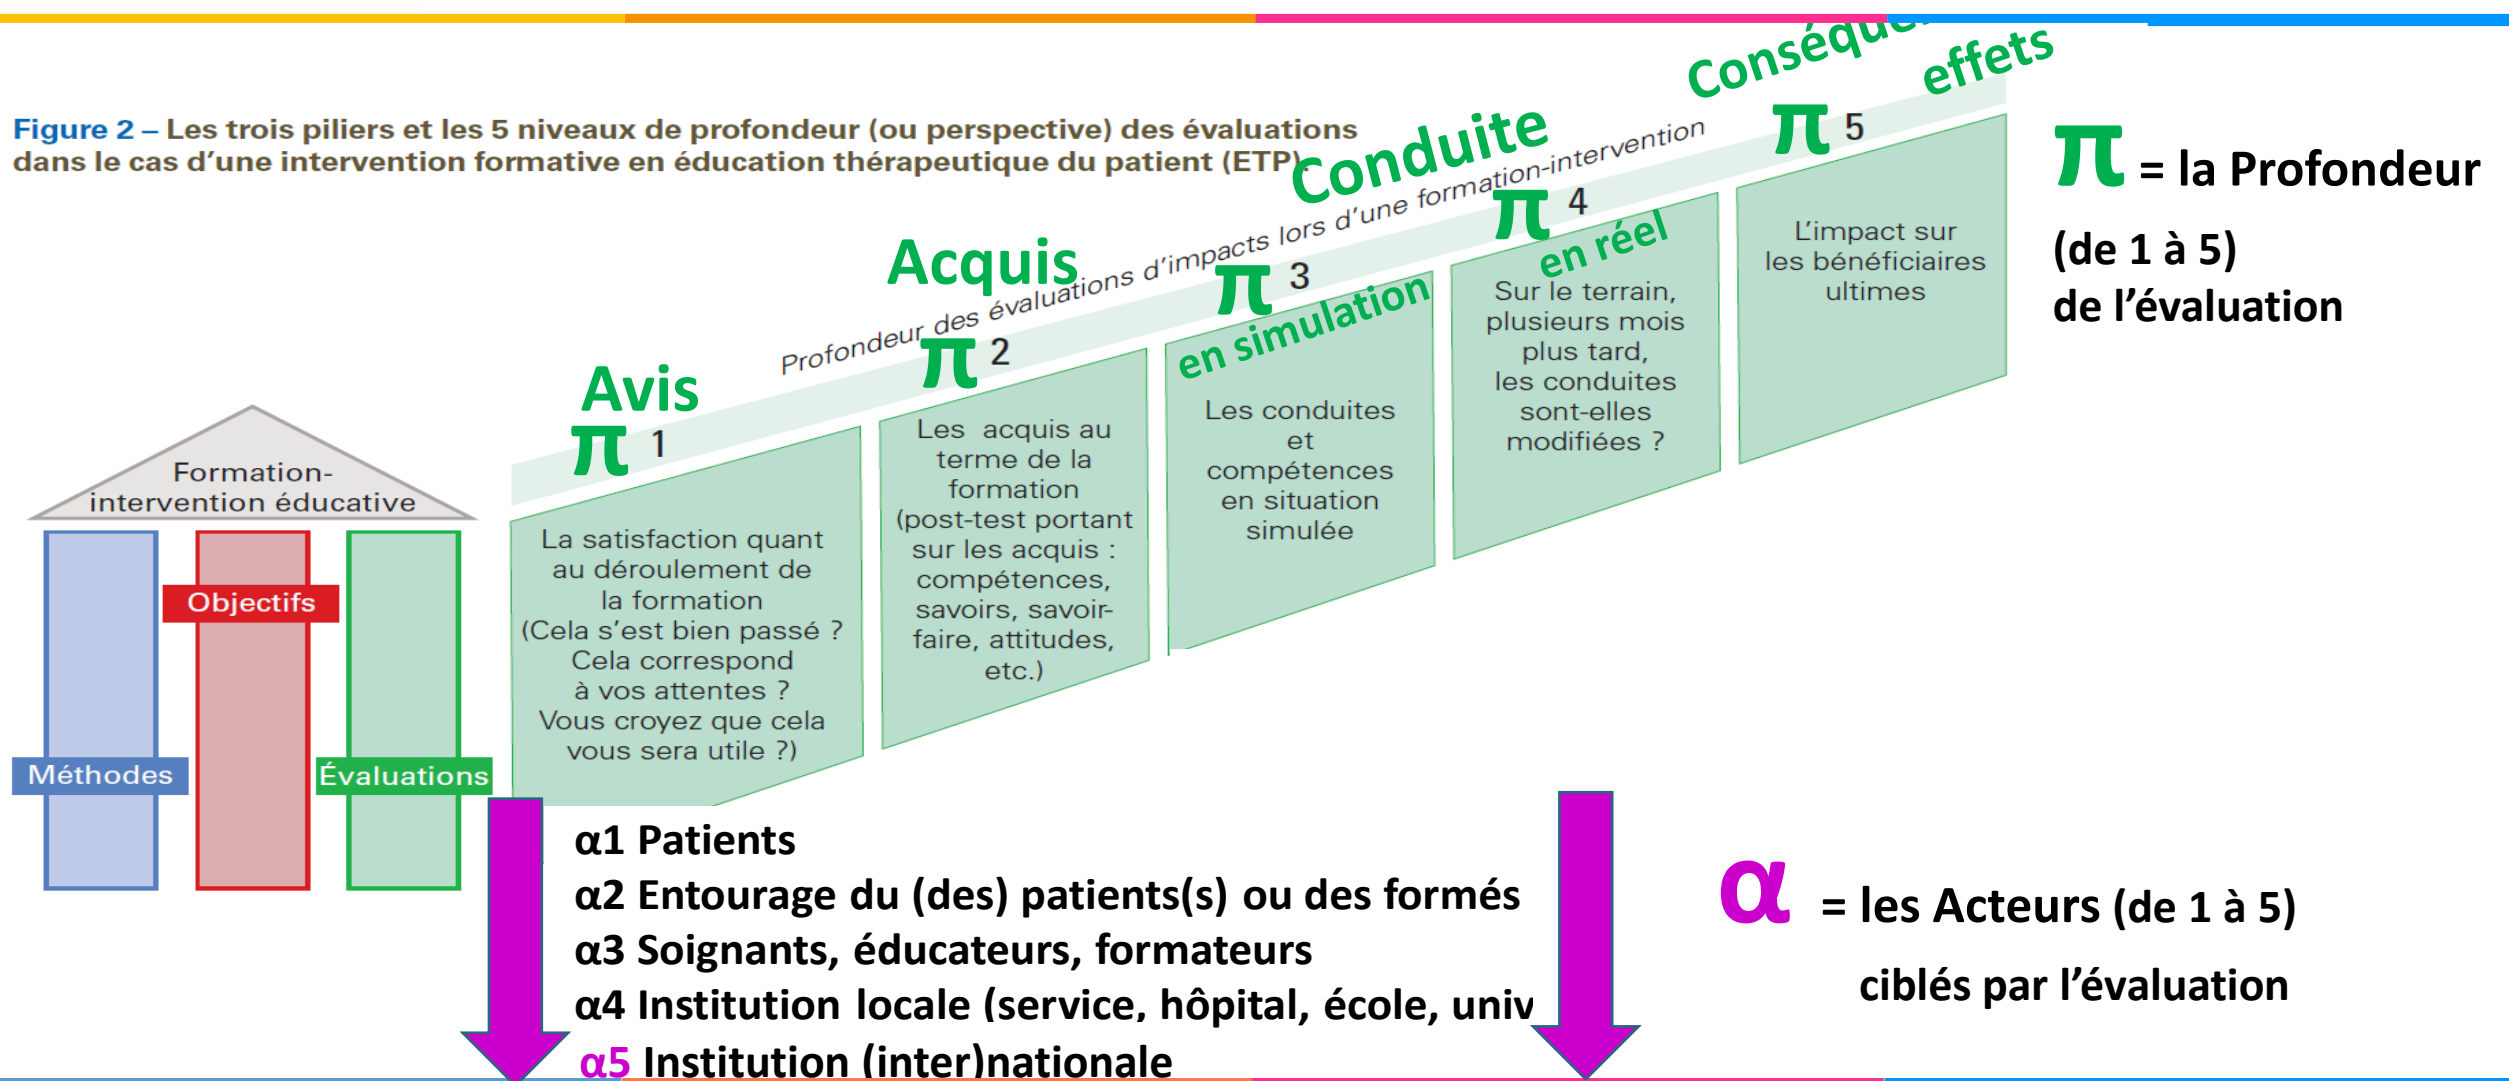 Figure 2 – Les trois piliers et les 5 niveaux de profondeur (ou perspective) des évaluations
dans le cas d'une intervention formative en éducation thérapeutique du patient (ETP).
Profondeur des évaluations d'impacts lors d'une formation-intervention
Formation-
intervention éducative
Méthodes
Objectifs
Évaluations
Avis
π 1
La satisfaction quant
au déroulement de
la formation
(Cela s'est bien passé ?
Cela correspond
à vos attentes ?
Vous croyez que cela
vous sera utile ?)
Acquis
π 2
Les acquis au
terme de la
formation
(post-test portant
sur les acquis :
compétences,
savoirs, savoir-
faire, attitudes,
etc.)
Conduite
π 3
en simulation
Les conduites
et
compétences
en situation
simulée
π 4
en réel
Sur le terrain,
plusieurs mois
plus tard,
les conduites
sont-elles
modifiées ?
effets
π 5
L'impact sur
les bénéficiaires
ultimes
π = la Profondeur
(de 1 à 5)
de l'évaluation
α1 Patients
α2 Entourage du (des) patients(s) ou des formés
α3 Soignants, éducateurs, formateurs
α4 Institution locale (service, hôpital, école, univ
α5 Institution (inter)nationale
α = les Acteurs (de 1 à 5)
ciblés par l'évaluation